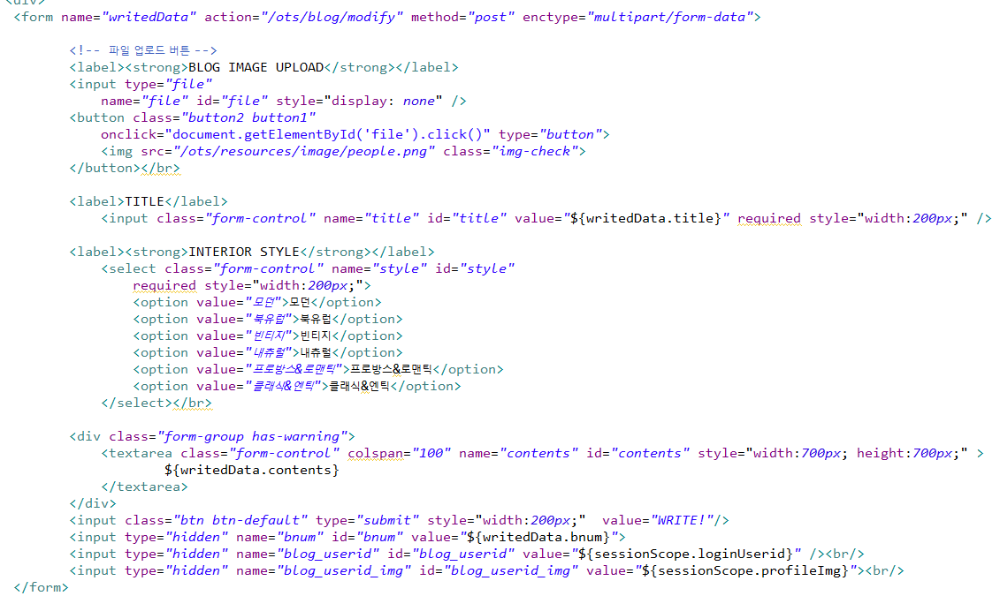 <div>
<form name="writedData" action="/ots/blog/modify" method="post" enctype="multipart/form-data">
<!-- 파일 업로드 버튼 -->
<label><strong>BLOG IMAGE UPLOAD</strong></label>
<input type="file"
name="file" id="file" style="display: none" />
<button class="button2 button1"
onclick="document.getElementById('file').click()" type="button">
<img src="/ots/resources/image/people.png" class="img-check">
</button></br>
<label>TITLE</label>
<input class="form-control" name="title" id="title" value="${writedData.title}" required style="width:200px;" />
<label><strong>INTERIOR STYLE</strong></label>
<select class="form-control" name="style" id="style"
required style="width:200px;">
<option value="모던">모던</option>
<option value="북유럽">북유럽</option>
<option value="빈티지">빈티지</option>
<option value="내츄럴">내츄럴</option>
<option value="프로방스&로맨틱">프로방스&로맨틱</option>
<option value="클래식&엔틱">클래식&엔틱</option>
</select></br>
<div class="form-group has-warning">
<textarea class="form-control" colspan="100" name="contents" id="contents" style="width:700px; height:700px;" >
${writedData.contents}
</textarea>
</div>
<input class="btn btn-default" type="submit" style="width:200px;"  value="WRITE!"/>
<input type="hidden" name="bnum" id="bnum" value="${writedData.bnum}">
<input type="hidden" name="blog_userid" id="blog_userid" value="${sessionScope.loginUserid}" /><br/>
<input type="hidden" name="blog_userid_img" id="blog_userid_img" value="${sessionScope.profileImg}"><br/>
</form>